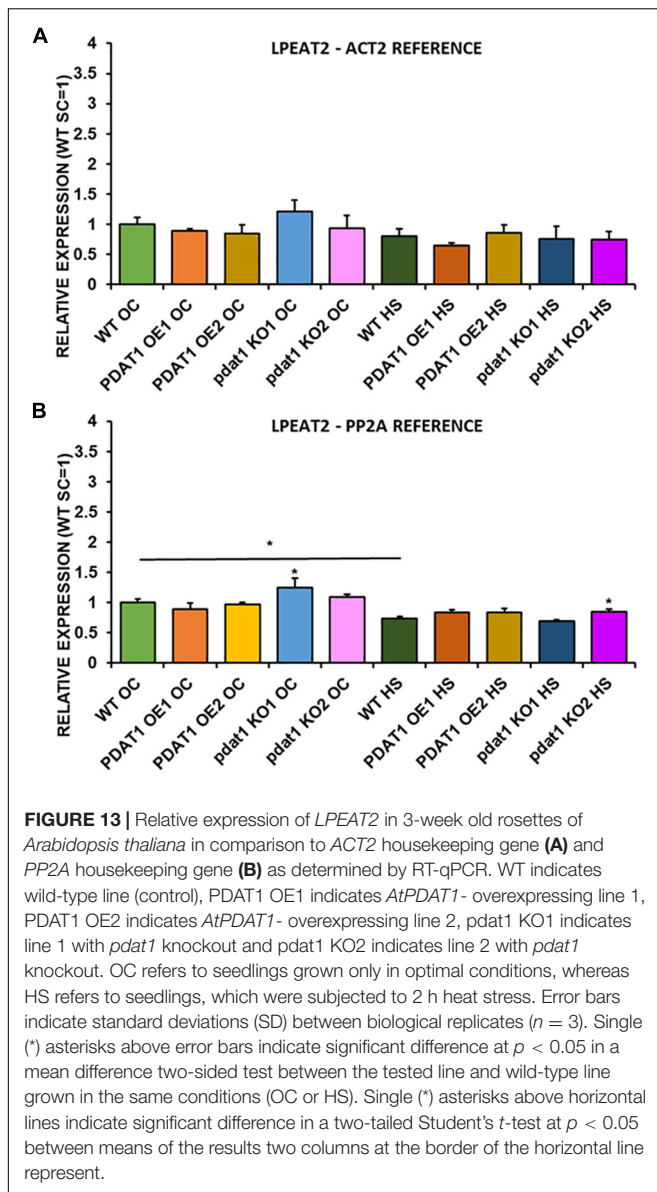 A
LPEAT2 - ACT2 REFERENCE
RELATIVE EXPRESSION (WT SC=1)
4
3.5
3
2.5
2
1.5
1
0.5
0
WT OC
PDAT1 OE1 OC
PDAT1 OE2 OC
pdat1 KO1 OC
pdat1 KO2 OC
WT HS
PDAT1 OE1 HS
PDAT1 OE2 HS
pdat1 KO1 HS
pdat1 KO2 HS
B
LPEAT2 - PP2A REFERENCE
RELATIVE EXPRESSION (WT SC=1)
4
3.5
3
2.5
2
1.5
1
0.5
0
*
*
*
WT OC
PDAT1 OE1 OC
PDAT1 OE2 OC
pdat1 KO1 OC
pdat1 KO2 OC
WT HS
PDAT1 OE1 HS
PDAT1 OE2 HS
pdat1 KO1 HS
pdat1 KO2 HS
FIGURE 13 | Relative expression of LPEAT2 in 3-week old rosettes of
Arabidopsis thaliana in comparison to ACT2 housekeeping gene (A) and
PP2A housekeeping gene (B) as determined by RT-qPCR. WT indicates
wild-type line (control), PDAT1 OE1 indicates AtPDAT1- overexpressing line 1,
PDAT1 OE2 indicates AtPDAT1- overexpressing line 2, pdat1 KO1 indicates
line 1 with pdat1 knockout and pdat1 KO2 indicates line 2 with pdat1
knockout. OC refers to seedlings grown only in optimal conditions, whereas
HS refers to seedlings, which were subjected to 2 h heat stress. Error bars
indicate standard deviations (SD) between biological replicates (n = 3). Single
(*) asterisks above error bars indicate significant difference at p < 0.05 in a
mean difference two-sided test between the tested line and wild-type line
grown in the same conditions (OC or HS). Single (*) asterisks above horizontal
lines indicate significant difference in a two-tailed Student's t-test at p < 0.05
between means of the results two columns at the border of the horizontal line
represent.